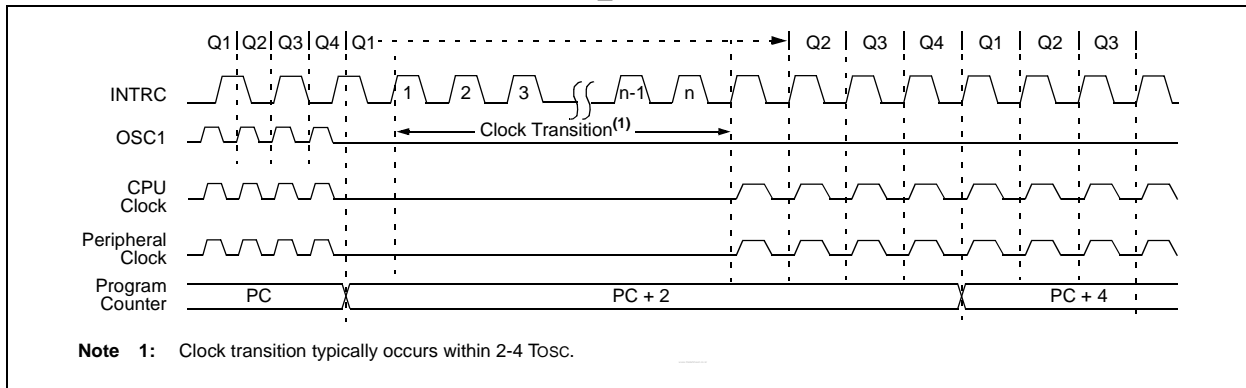 Q1 Q2 Q3 Q4 Q1 Q2 Q3 Q4 Q1 Q2 Q3
INTRC 1 2 3 n-1 n
Clock Transition(1)
OSC1
CPU
Clock
Peripheral
Clock
Program
Counter
PC PC + 2 PC + 4
Note 1: Clock transition typically occurs within 2-4 TOSC.